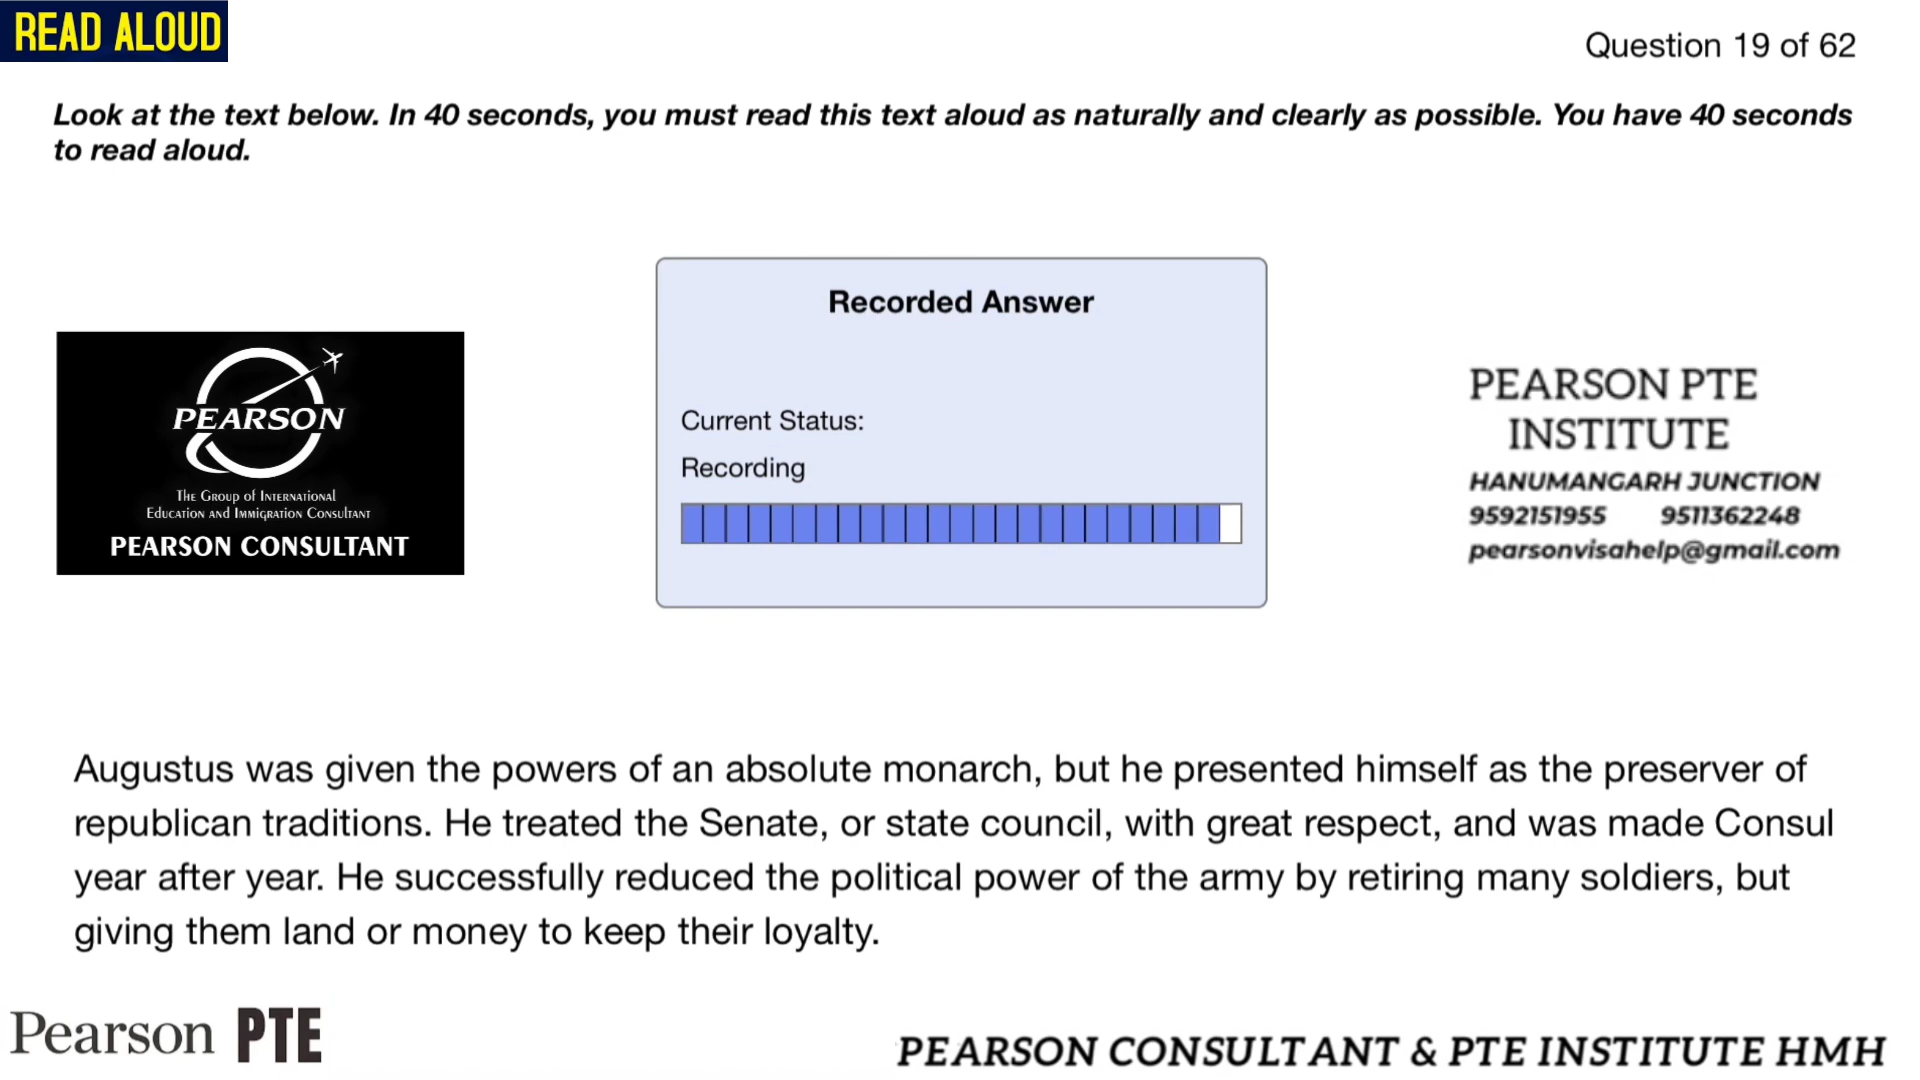 READ ALOUD
Question 19 of 62
Look at the text below. In 40 seconds, you must read this text aloud as naturally and clearly as possible. You have 40 seconds
to read aloud.
Recorded Answer
Current Status:
Recording
PEARSON
The Group of International
Education and Immigration Consultant
PEARSON CONSULTANT
PEARSON PTE
INSTITUTE
HANUMANGARH JUNCTION
9592151955 9511362248
pearsonvisahelp@gmail.com
Augustus was given the powers of an absolute monarch, but he presented himself as the preserver of
republican traditions. He treated the Senate, or state council, with great respect, and was made Consul
year after year. He successfully reduced the political power of the army by retiring many soldiers, but
giving them land or money to keep their loyalty.
Pearson PTE
PEARSON CONSULTANT & PTE INSTITUTE HMH